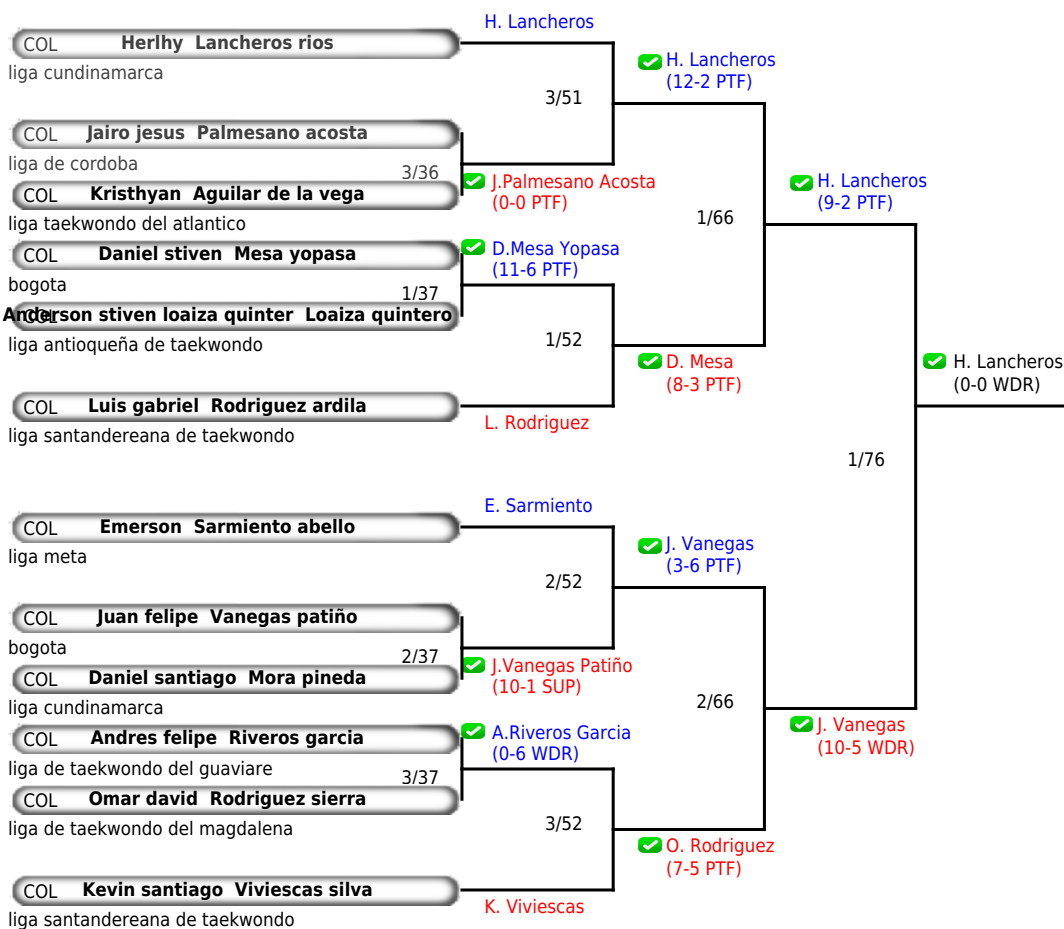 H. Lancheros
COL Herlhy Lancheros rios
liga cundinamarca
H. Lancheros
(12-2 PTF)
3/51
COL Jairo jesus Palmesano acosta
liga de cordoba
3/36
COL Kristhyan Aguilar de la vega
liga taekwondo del atlantico
J.Palmesano Acosta
(0-0 PTF)
H. Lancheros
(9-2 PTF)
1/66
COL Daniel stiven Mesa yopasa
bogota
D.Mesa Yopasa
(11-6 PTF)
1/37
COL Anderson stiven loaiza quinter Loaiza quintero
liga antioqueña de taekwondo
1/52
D. Mesa
(8-3 PTF)
H. Lancheros
(0-0 WDR)
COL Luis gabriel Rodriguez ardila
liga santandereana de taekwondo
L. Rodriguez
1/76
E. Sarmiento
COL Emerson Sarmiento abello
liga meta
J. Vanegas
(3-6 PTF)
2/52
COL Juan felipe Vanegas patiño
bogota
2/37
COL Daniel santiago Mora pineda
liga cundinamarca
J.Vanegas Patiño
(10-1 SUP)
2/66
J. Vanegas
(10-5 WDR)
COL Andres felipe Riveros garcia
liga de taekwondo del guaviare
A.Riveros Garcia
(0-6 WDR)
3/37
COL Omar david Rodriguez sierra
liga de taekwondo del magdalena
3/52
O. Rodriguez
(7-5 PTF)
COL Kevin santiago Viviescas silva
liga santandereana de taekwondo
K. Viviescas